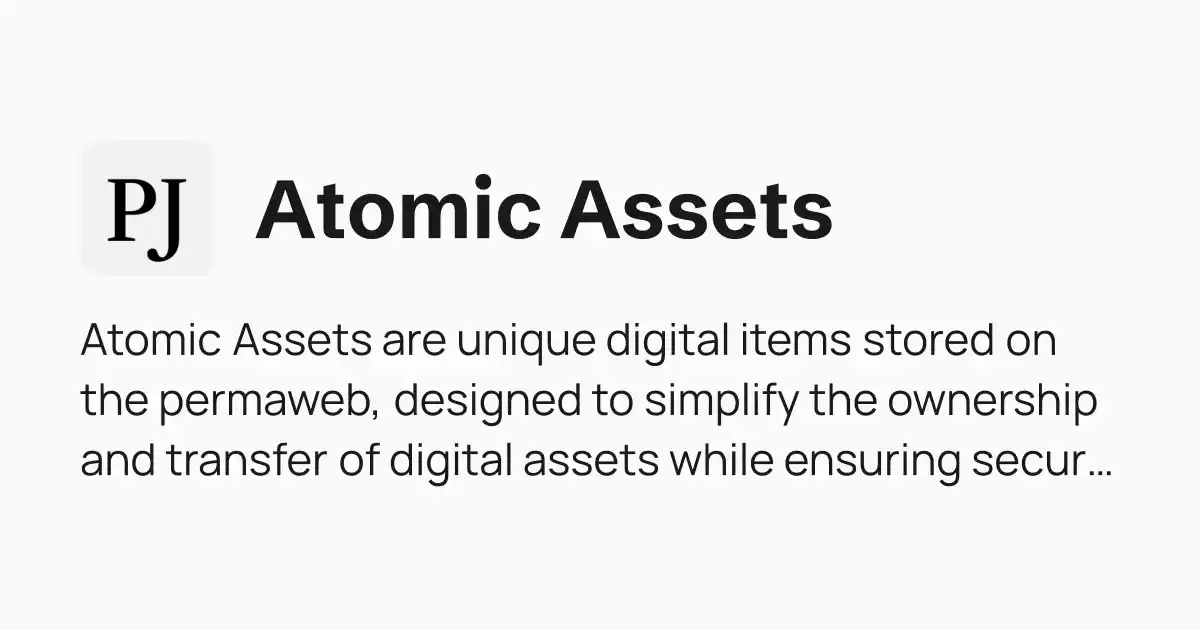 PJ
Atomic Assets
Atomic Assets are unique digital items stored on
the permaweb, designed to simplify the ownership
and transfer of digital assets while ensuring secur...